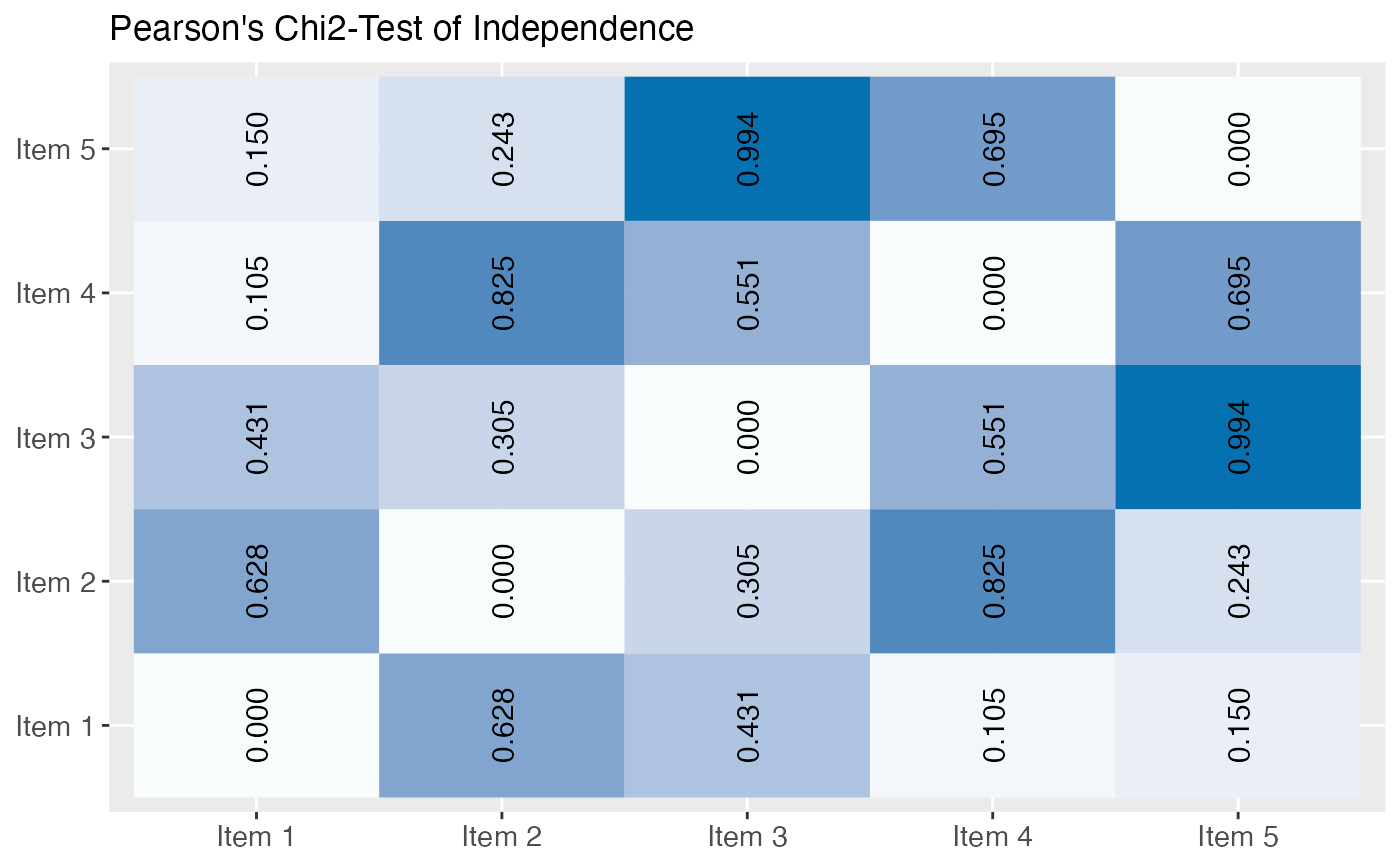 Pearson's Chi2-Test of Independence
Item 5 0.150 0.243 0.994 0.695 0.000
Item 4 0.105 0.825 0.551 0.000 0.695
Item 3 0.431 0.305 0.000 0.551 0.994
Item 2 0.628 0.000 0.305 0.825 0.243
Item 1 0.000 0.628 0.431 0.105 0.150
Item 1 Item 2 Item 3 Item 4 Item 5